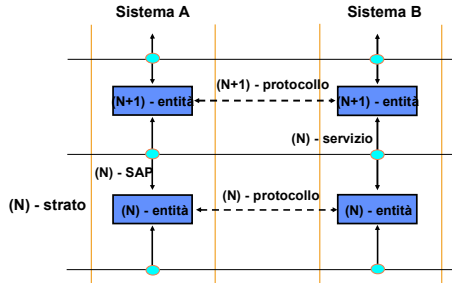 Sistema A
Sistema B
(N+1) - protocollo
(N+1) - entità
(N+1) - entità
(N) - servizio
(N) - SAP
(N) - protocollo
(N) - strato
(N) - entità
(N) - entità